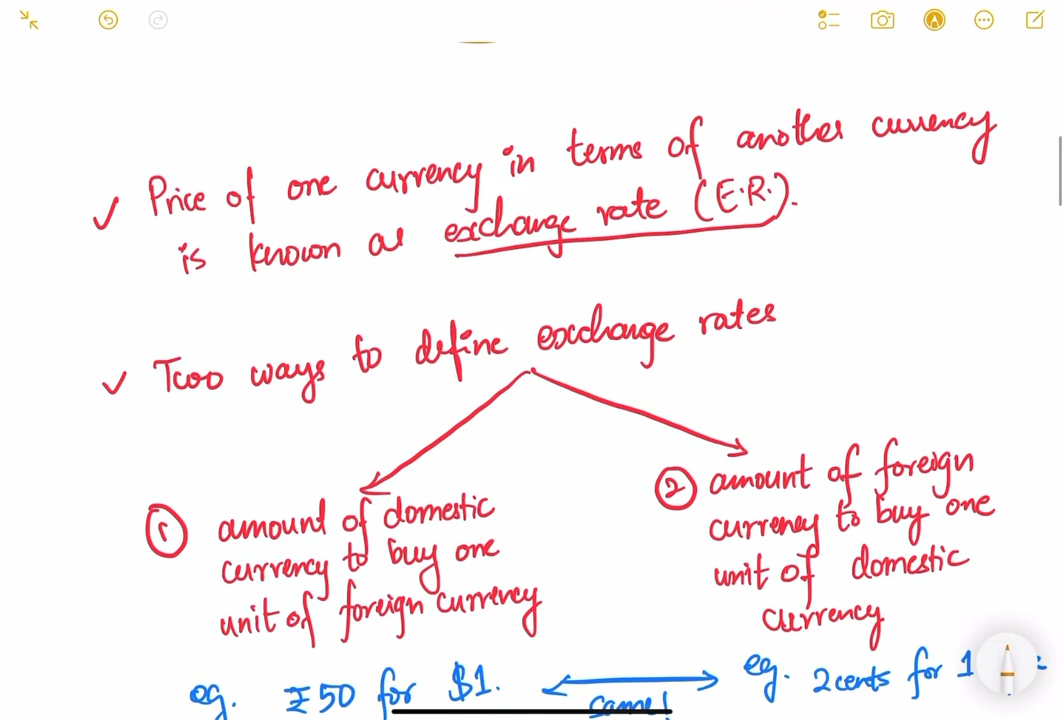 Price of one currency in terms of another currency
is known as exchange rate (E.R.).
Two ways to define exchange rates
① amount of domestic
currency to buy one
unit of foreign currency
eg. ₹50 for $1.
same!
② amount of foreign
currency to buy one
unit of domestic
currency
eg. 2 cents for 1